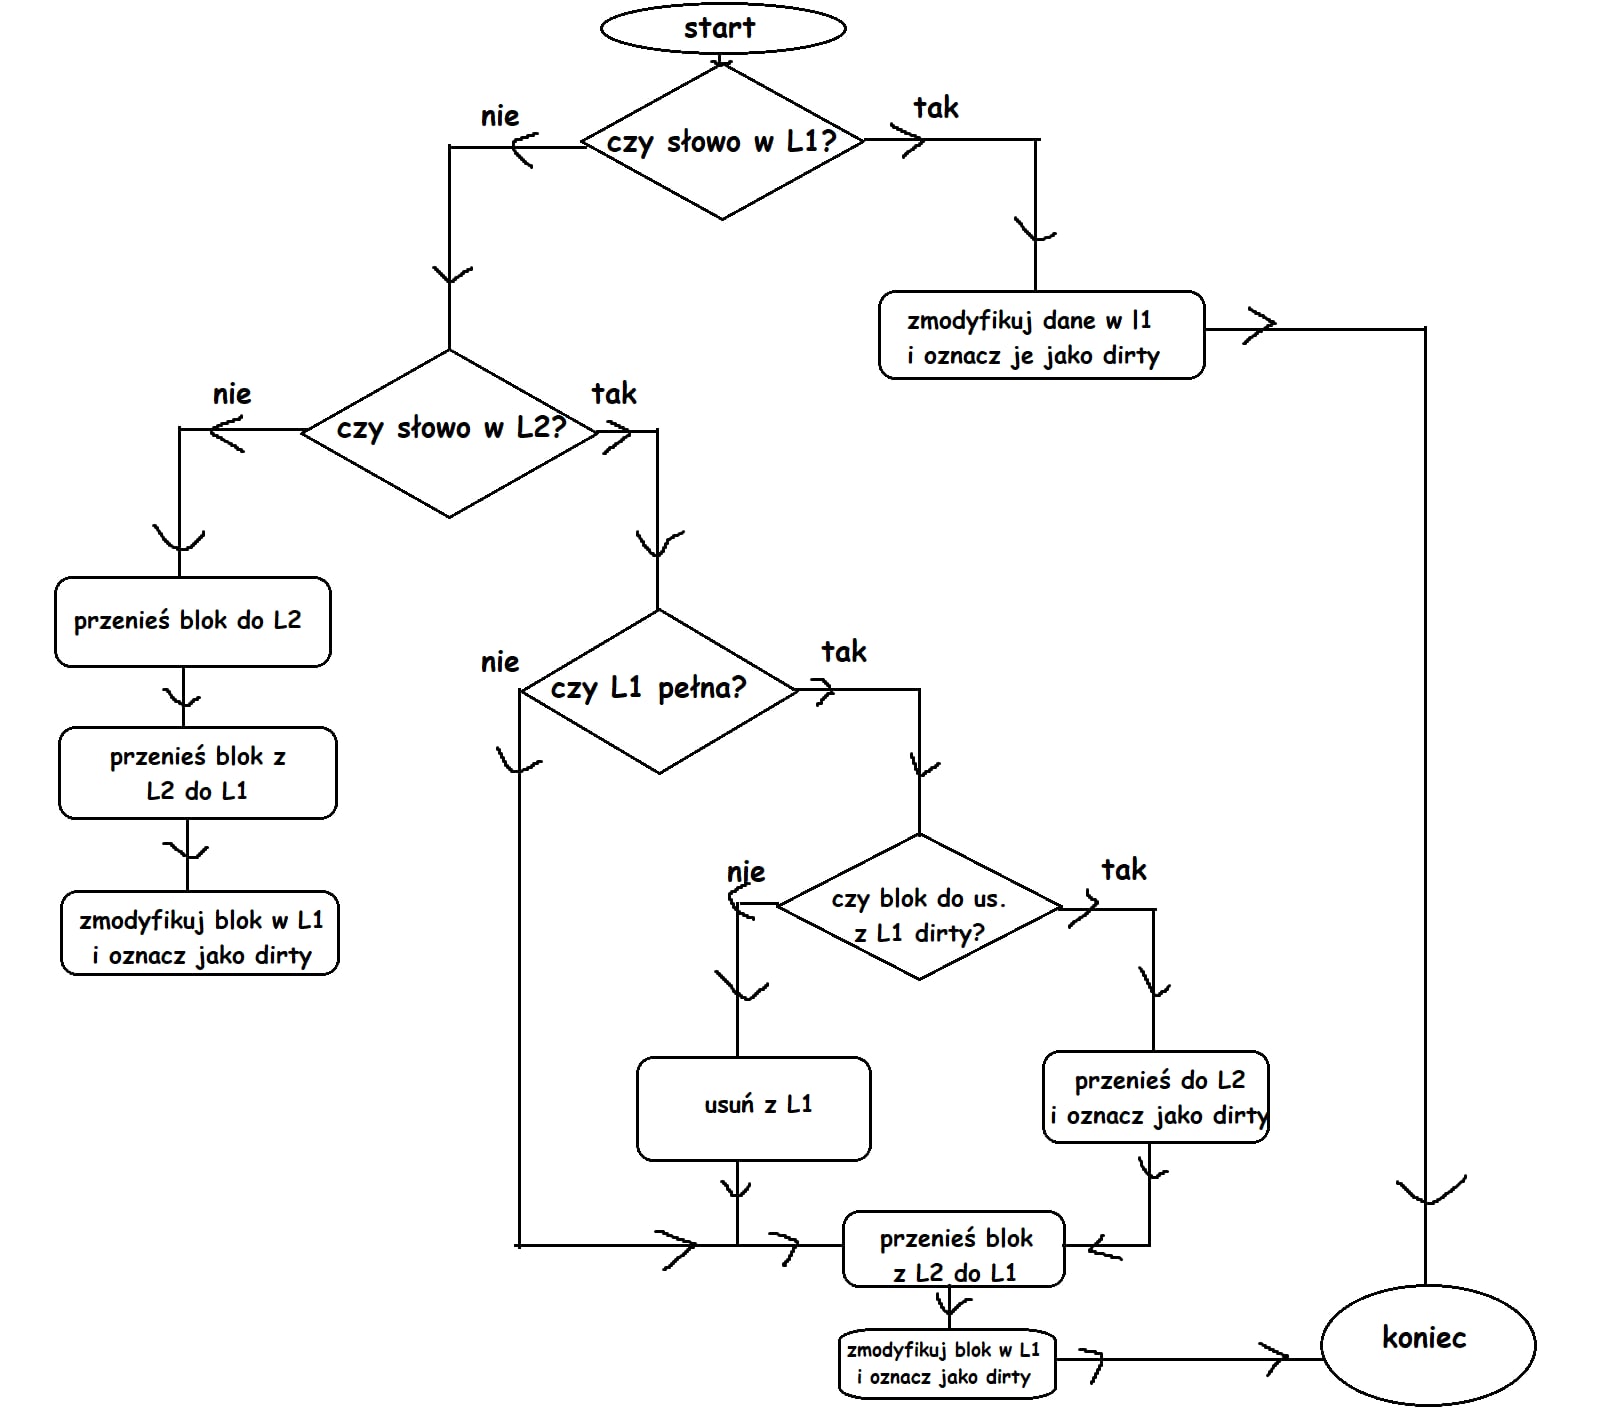 start
nie
tak
czy słowo w L1?
zmodyfikuj dane w l1
i oznacz je jako dirty
nie
tak
czy słowo w L2?
przenieś blok do L2
nie
tak
czy L1 pełna?
przenieś blok z
L2 do L1
nie
tak
czy blok do us.
z L1 dirty?
zmodyfikuj blok w L1
i oznacz jako dirty
usuń z L1
przenieś do L2
i oznacz jako dirty
przenieś blok
z L2 do L1
zmodyfikuj blok w L1
i oznacz jako dirty
koniec